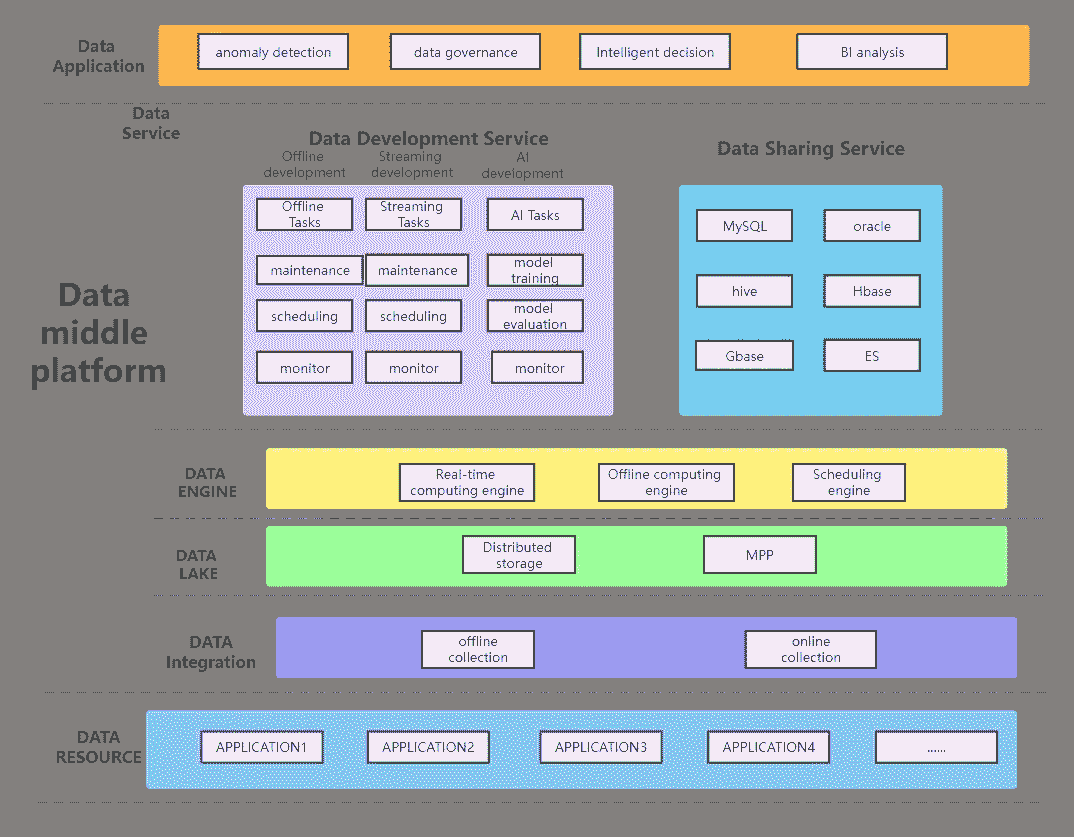 Data
Application
anomaly detection
data governance
Intelligent decision
BI analysis
Data
Service
Data Development Service
Data Sharing Service
Offline
development
Streaming
development
AI
development
Offline
Tasks
Streaming
Tasks
AI Tasks
maintenance
maintenance
model
training
scheduling
scheduling
model
evaluation
monitor
monitor
monitor
MySQL
oracle
hive
Hbase
Gbase
ES
Data
middle
platform
DATA
ENGINE
Real-time
computing engine
Offline computing
engine
Scheduling
engine
DATA
LAKE
Distributed
storage
MPP
DATA
Integration
offline
collection
online
collection
DATA
RESOURCE
APPLICATION1
APPLICATION2
APPLICATION3
APPLICATION4
......